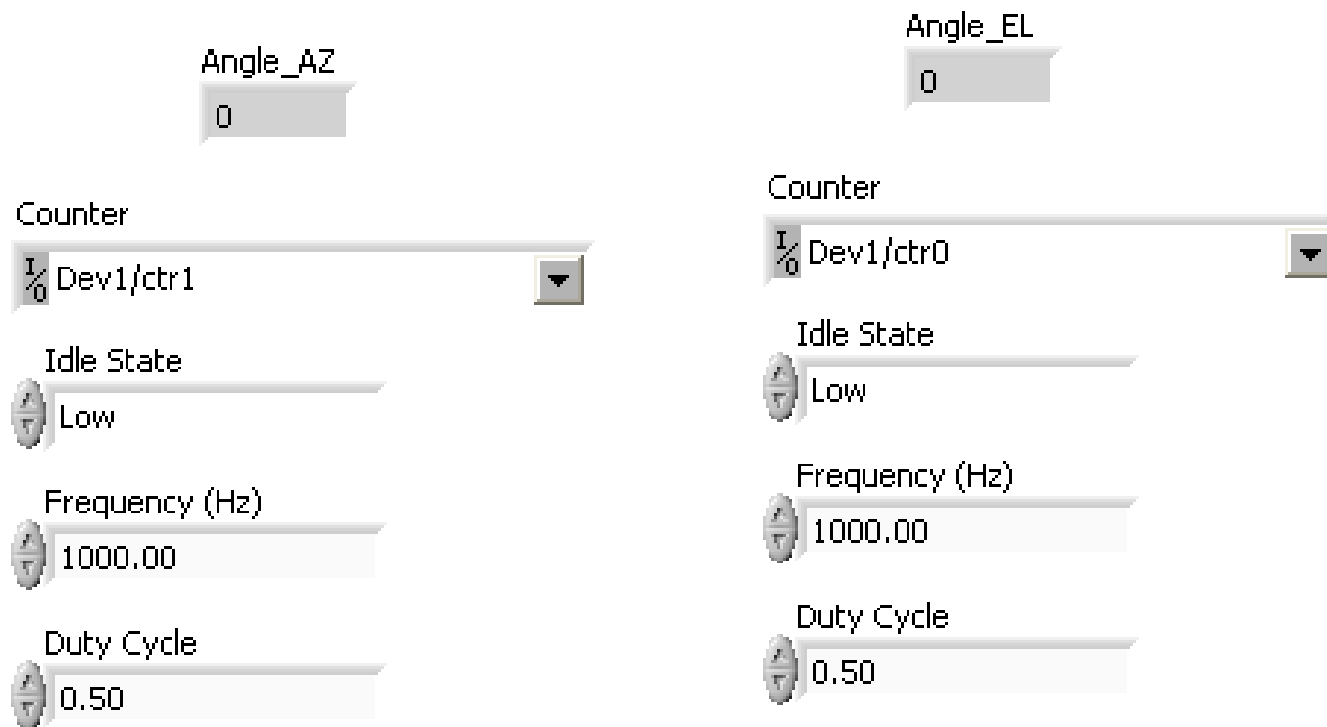 Angle_AZ
0
Counter
I/O Dev1/ctr1
Idle State
Low
Frequency (Hz)
1000.00
Duty Cycle
0.50
Angle_EL
0
Counter
I/O Dev1/ctr0
Idle State
Low
Frequency (Hz)
1000.00
Duty Cycle
0.50